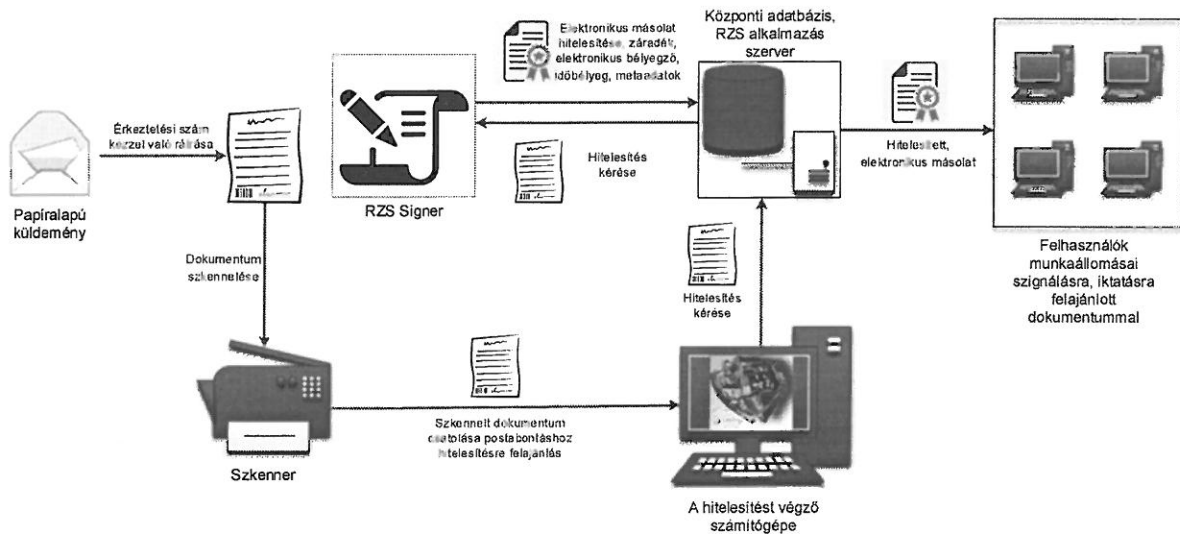 Papíralapú
küldemény
Érkeztetési szám
kézzel való ráírása
Dokumentum
szkennelése
Szkenner
Szkennelt dokumentum
csatolása postabontáshoz
hitelesítésre felajánlás
A hitelesítést végző
számítógépe
Hitelesítés
kérése
Központi adatbázis,
RZS alkalmazás
szerver
Hitelesítés
kérése
RZS Signer
Elektronikus másolat
hitelesítése, záradék,
elektronikus bélyegző,
időbélyeg, metaadatok
Hitelesített,
elektronikus másolat
Felhasználók
munkaállomásai
szignálásra, iktatásra
felajánlott
dokumentummal